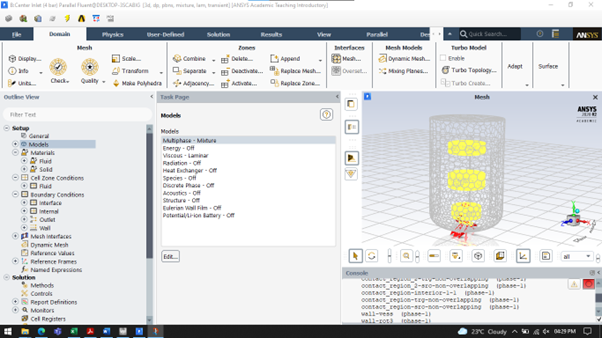 B:Center Inlet (4 bar) Parallel Fluent@DESKTOP-JSCABIG [3d, dp, pbns, mixture, lam, transient] [ANSYS Academic Teaching Introductory]
File Domain Physics User-Defined Solution Results View Parallel Des Quick Search... ANSYS
Mesh Zones Interfaces Mesh Models Turbo Model
Display... Scale... Combine Delete... Append Mesh... Dynamic Mesh... Enable
Info Check Quality Transform Separate Deactivate... Replace Mesh... Overset... Mixing Planes... Turbo Topology... Adapt Surface
Units... Make Polyhedra Adjacency... Activate... Replace Zone... Turbo Create...
Outline View
Filter Text
Setup
General
Models
Materials
Fluid
Solid
Cell Zone Conditions
Fluid
Boundary Conditions
Interface
Internal
Outlet
Wall
Mesh Interfaces
Dynamic Mesh
Reference Values
Reference Frames
Named Expressions
Solution
Methods
Controls
Report Definitions
Monitors
Cell Registers
Task Page
Models
Models
Multiphase - Mixture
Energy - Off
Viscous - Laminar
Radiation - Off
Heat Exchanger - Off
Species - Off
Discrete Phase - Off
Acoustics - Off
Structure - Off
Eulerian Wall Film - Off
Potential/Li-ion Battery - Off
Edit...
Mesh
ANSYS
all
Console
contact_region_2-trg-non-overlapping (phase-1)
contact_region_2-src-non-overlapping (phase-1)
contact_region-interior-1-1 (phase-1)
contact_region-trg-non-overlapping (phase-1)
contact_region-src-non-overlapping (phase-1)
wall-vess (phase-1)
wall-rot3 (phase-1)
23°C Cloudy 04:29 PM